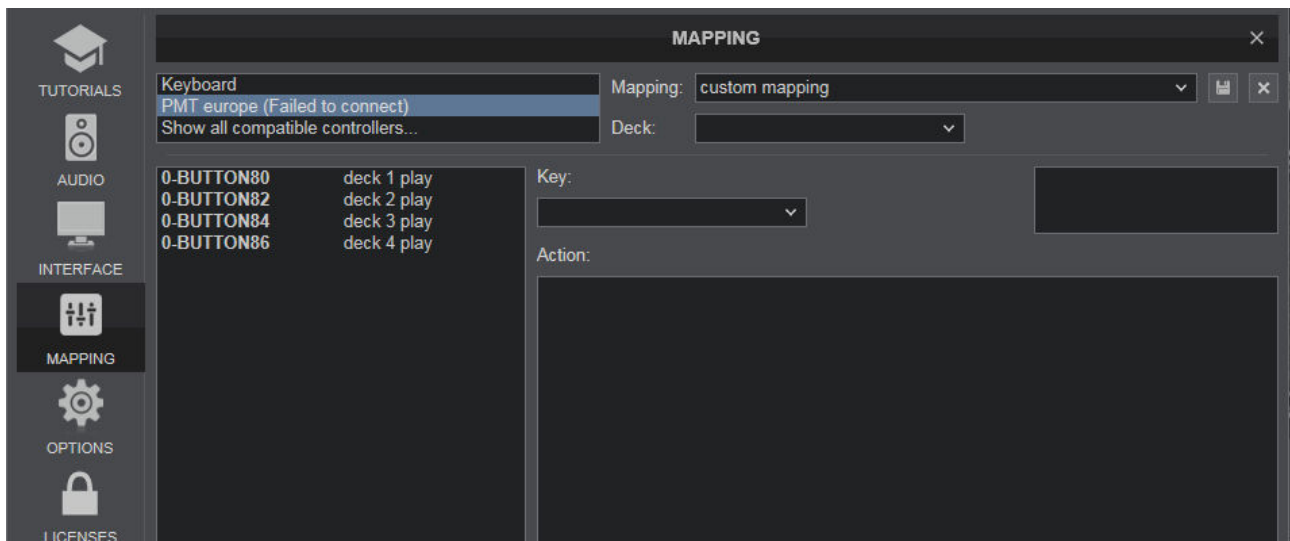 MAPPING
TUTORIALS
AUDIO
INTERFACE
MAPPING
OPTIONS
LICENSES
Keyboard
PMT europe (Failed to connect)
Show all compatible controllers...
Mapping: custom mapping
Deck:
0-BUTTON80 deck 1 play
0-BUTTON82 deck 2 play
0-BUTTON84 deck 3 play
0-BUTTON86 deck 4 play
Key:
Action: